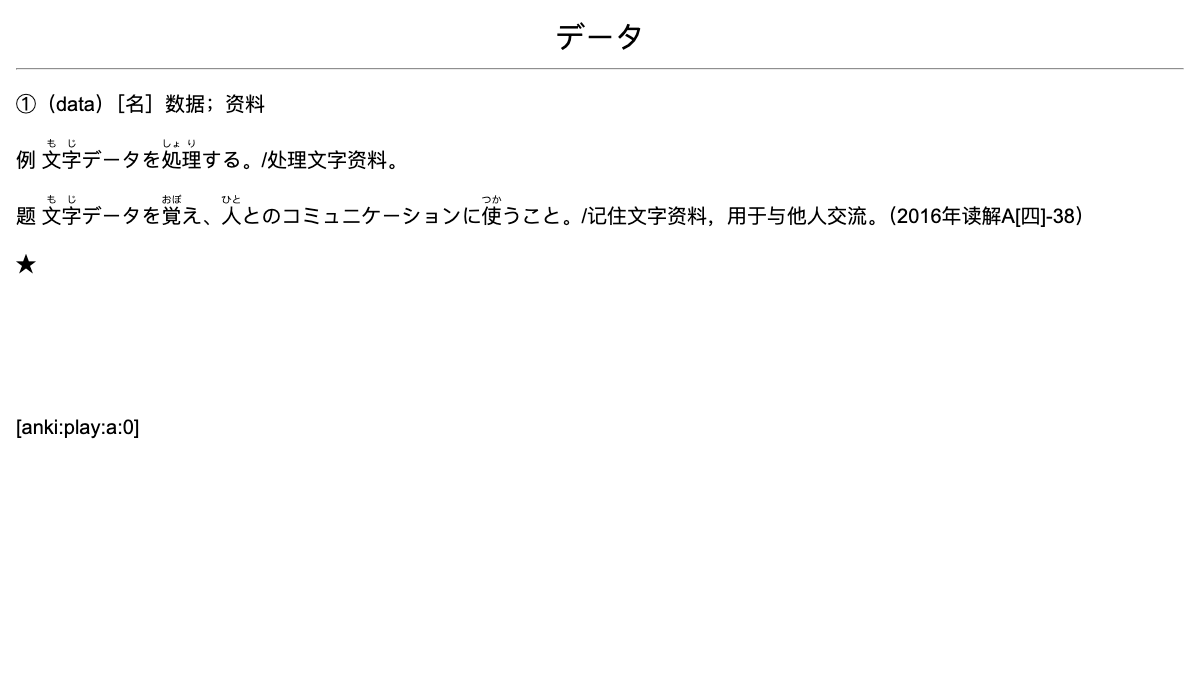 データ
①（data）［名］数据；资料
もじ しょり
例 文字データを処理する。/处理文字资料。
もじ おぼ ひと つか
题 文字データを覚え、人とのコミュニケーションに使うこと。/记住文字资料，用于与他人交流。（2016年读解A[四]-38）
★
[anki:play:a:0]